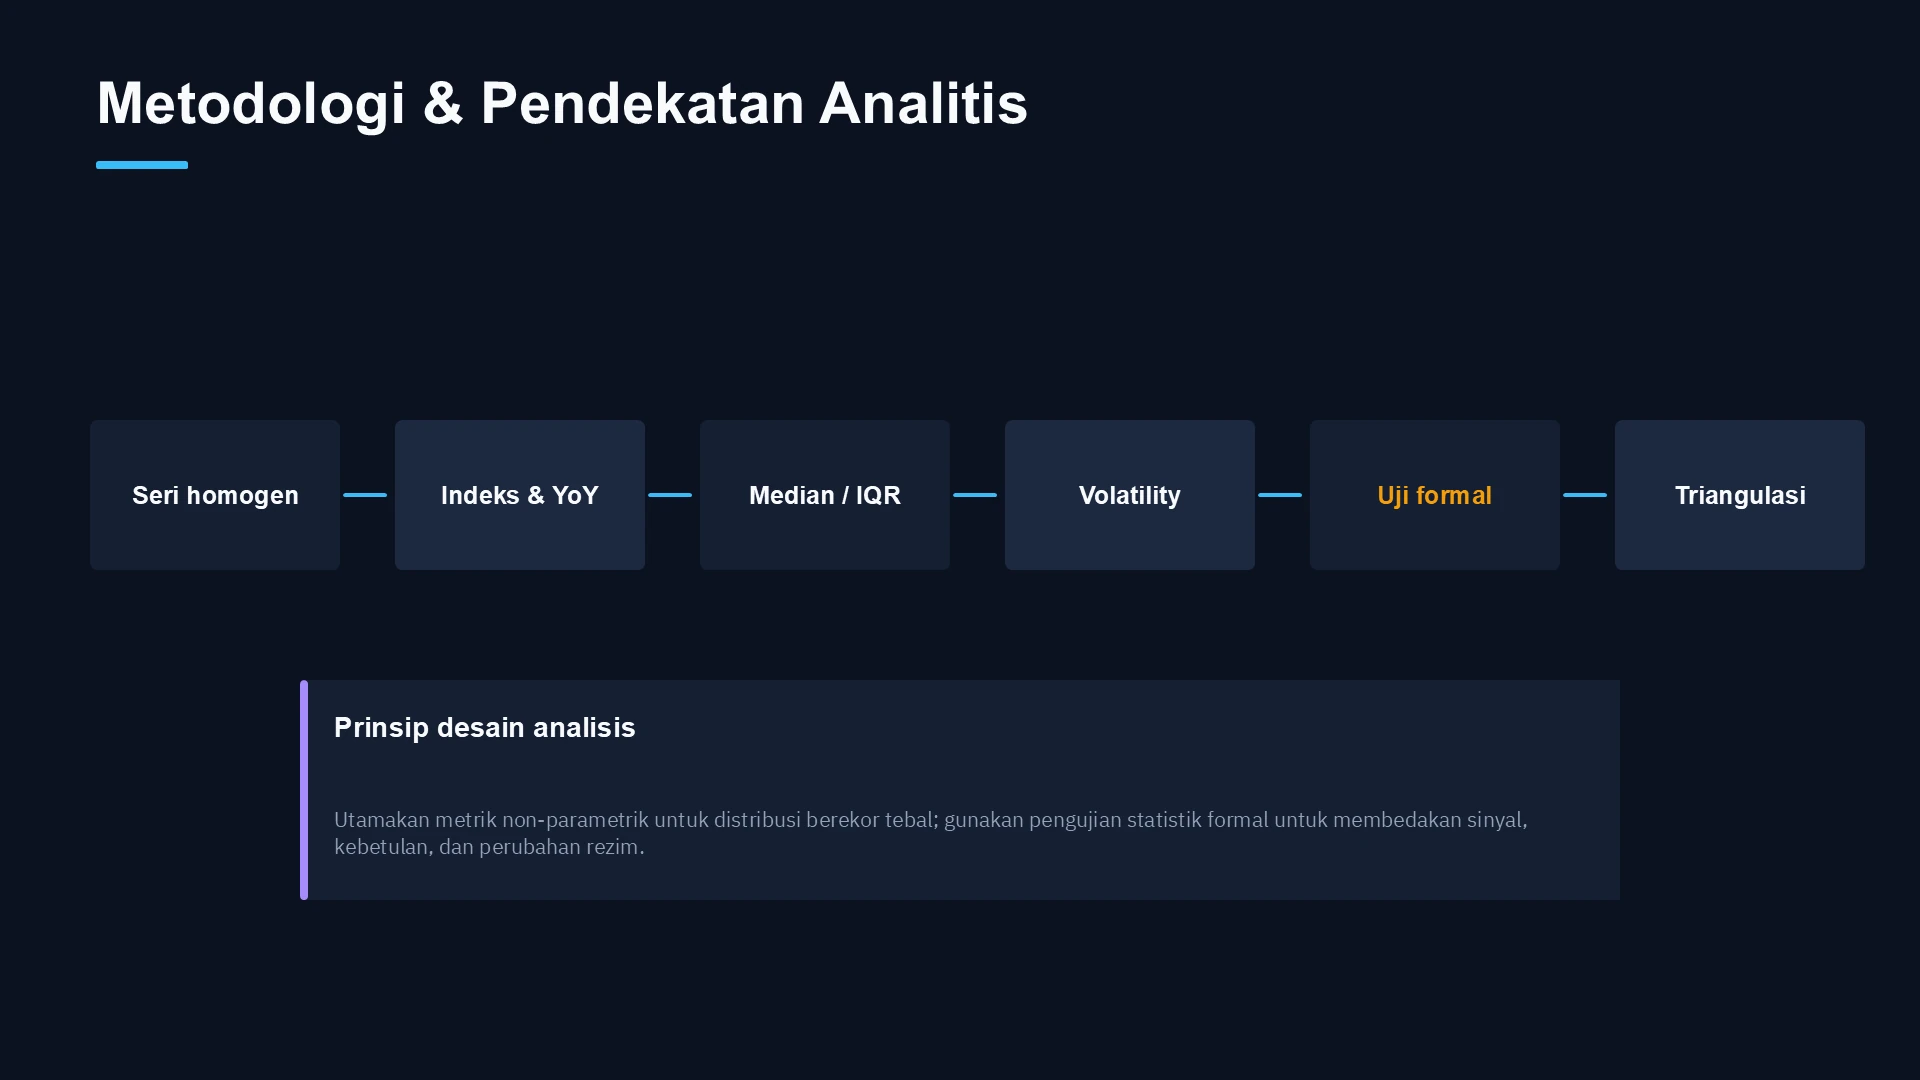 Metodologi & Pendekatan Analitis
Seri homogen
Indeks & YoY
Median / IQR
Volatility
Uji formal
Triangulasi
Prinsip desain analisis
Utamakan metrik non-parametrik untuk distribusi berekor tebal; gunakan pengujian statistik formal untuk membedakan sinyal,
kebetulan, dan perubahan rezim.